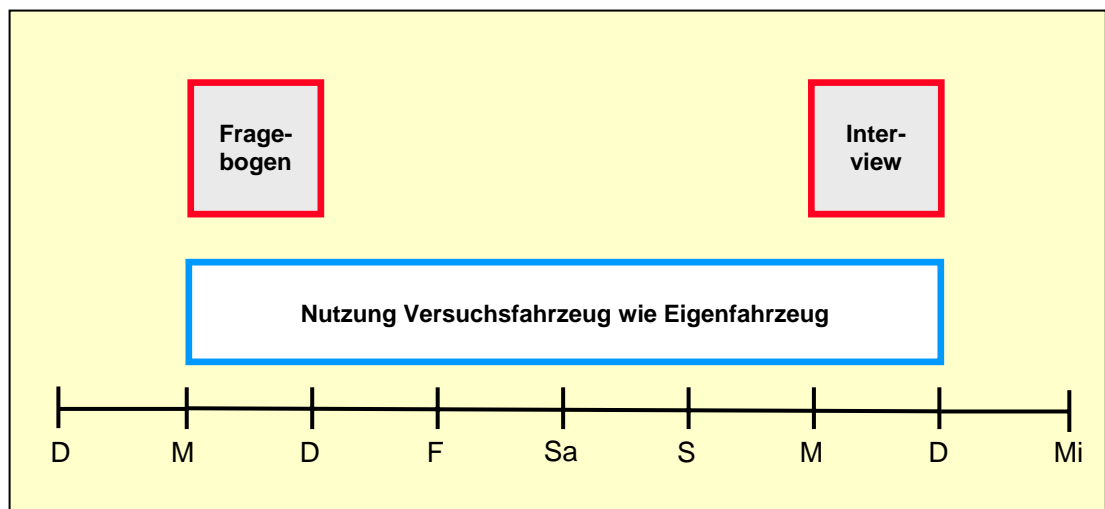 Frage-
bogen
Inter-
view
Nutzung Versuchsfahrzeug wie Eigenfahrzeug
D M D F Sa S M D Mi